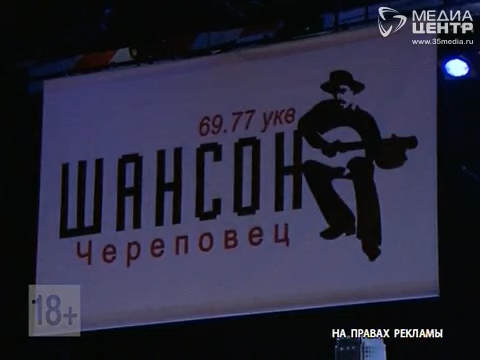 МЕДИА
ЦЕНТР
www.35media.ru
69.77 укв
ШАНСОН
Череповец
18+
НА ПРАВАХ РЕКЛАМЫ